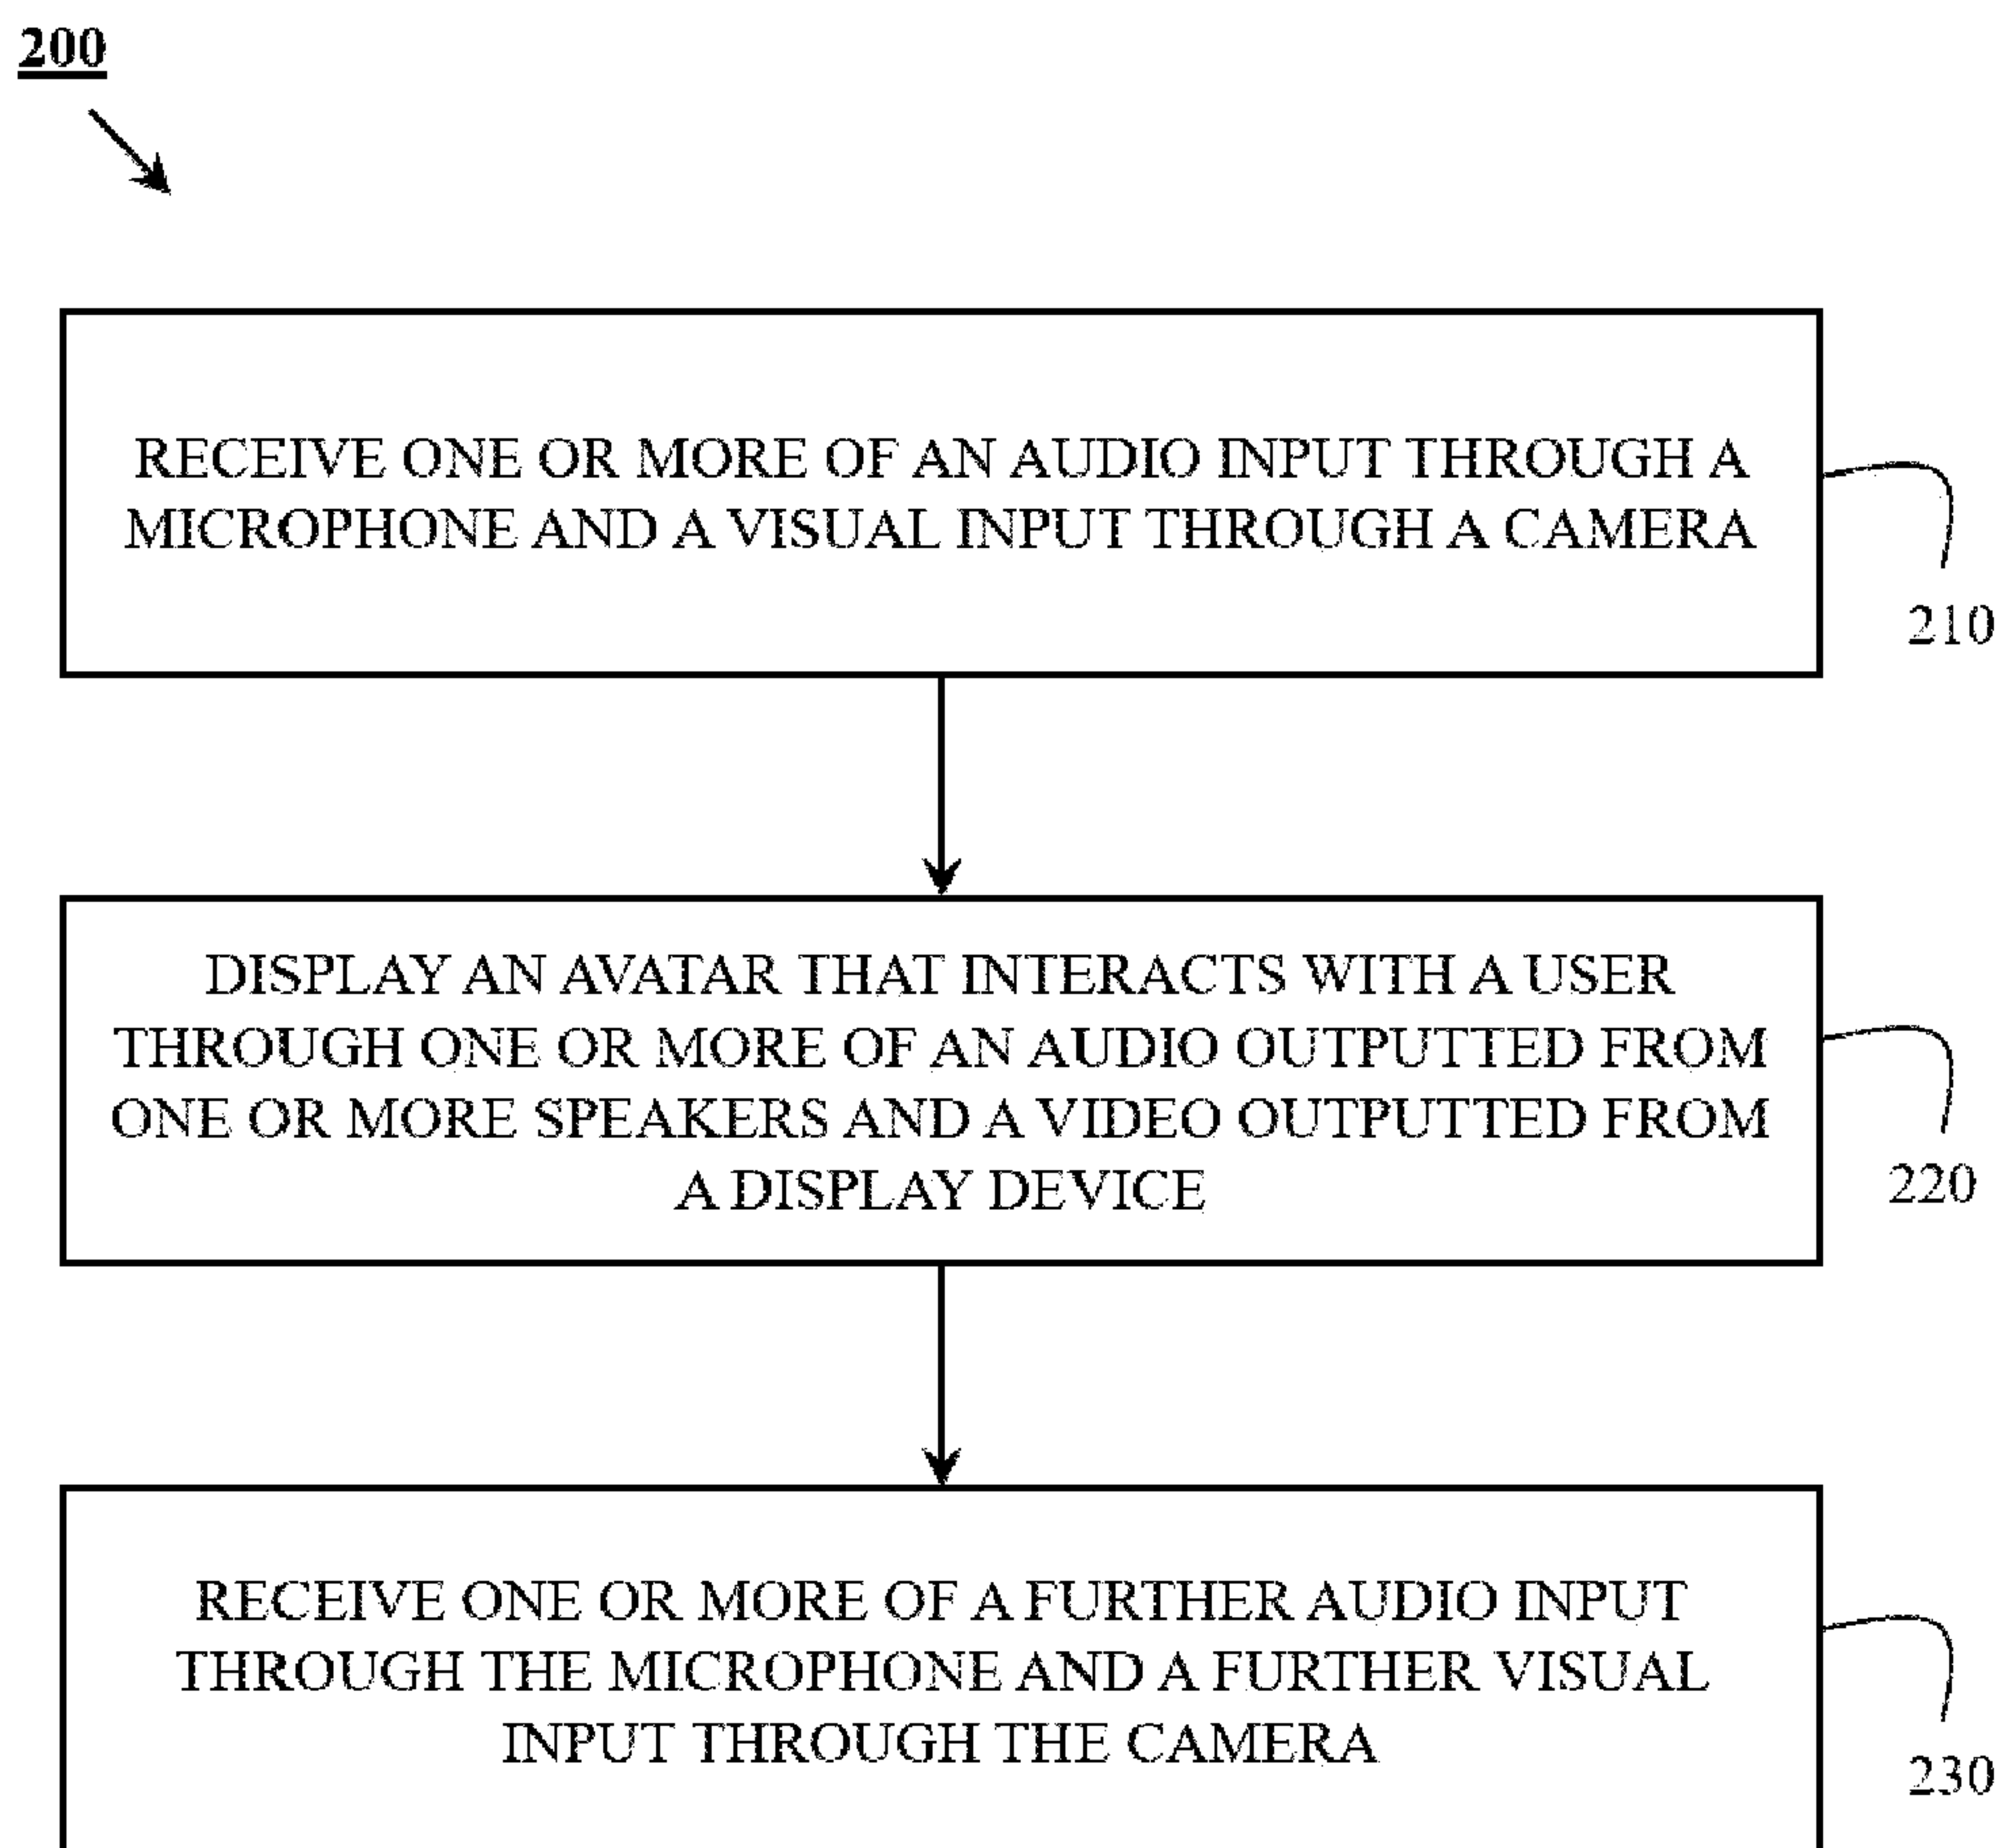 200
RECEIVE ONE OR MORE OF AN AUDIO INPUT THROUGH A
MICROPHONE AND A VISUAL INPUT THROUGH A CAMERA
210
DISPLAY AN AVATAR THAT INTERACTS WITH A USER
THROUGH ONE OR MORE OF AN AUDIO OUTPUTTED FROM
ONE OR MORE SPEAKERS AND A VIDEO OUTPUTTED FROM
A DISPLAY DEVICE
220
RECEIVE ONE OR MORE OF A FURTHER AUDIO INPUT
THROUGH THE MICROPHONE AND A FURTHER VISUAL
INPUT THROUGH THE CAMERA
230